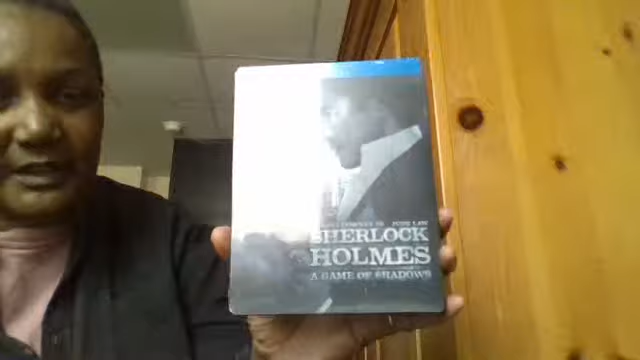 JUDE LAW
SHERLOCK
HOLMES
A GAME OF SHADOWS